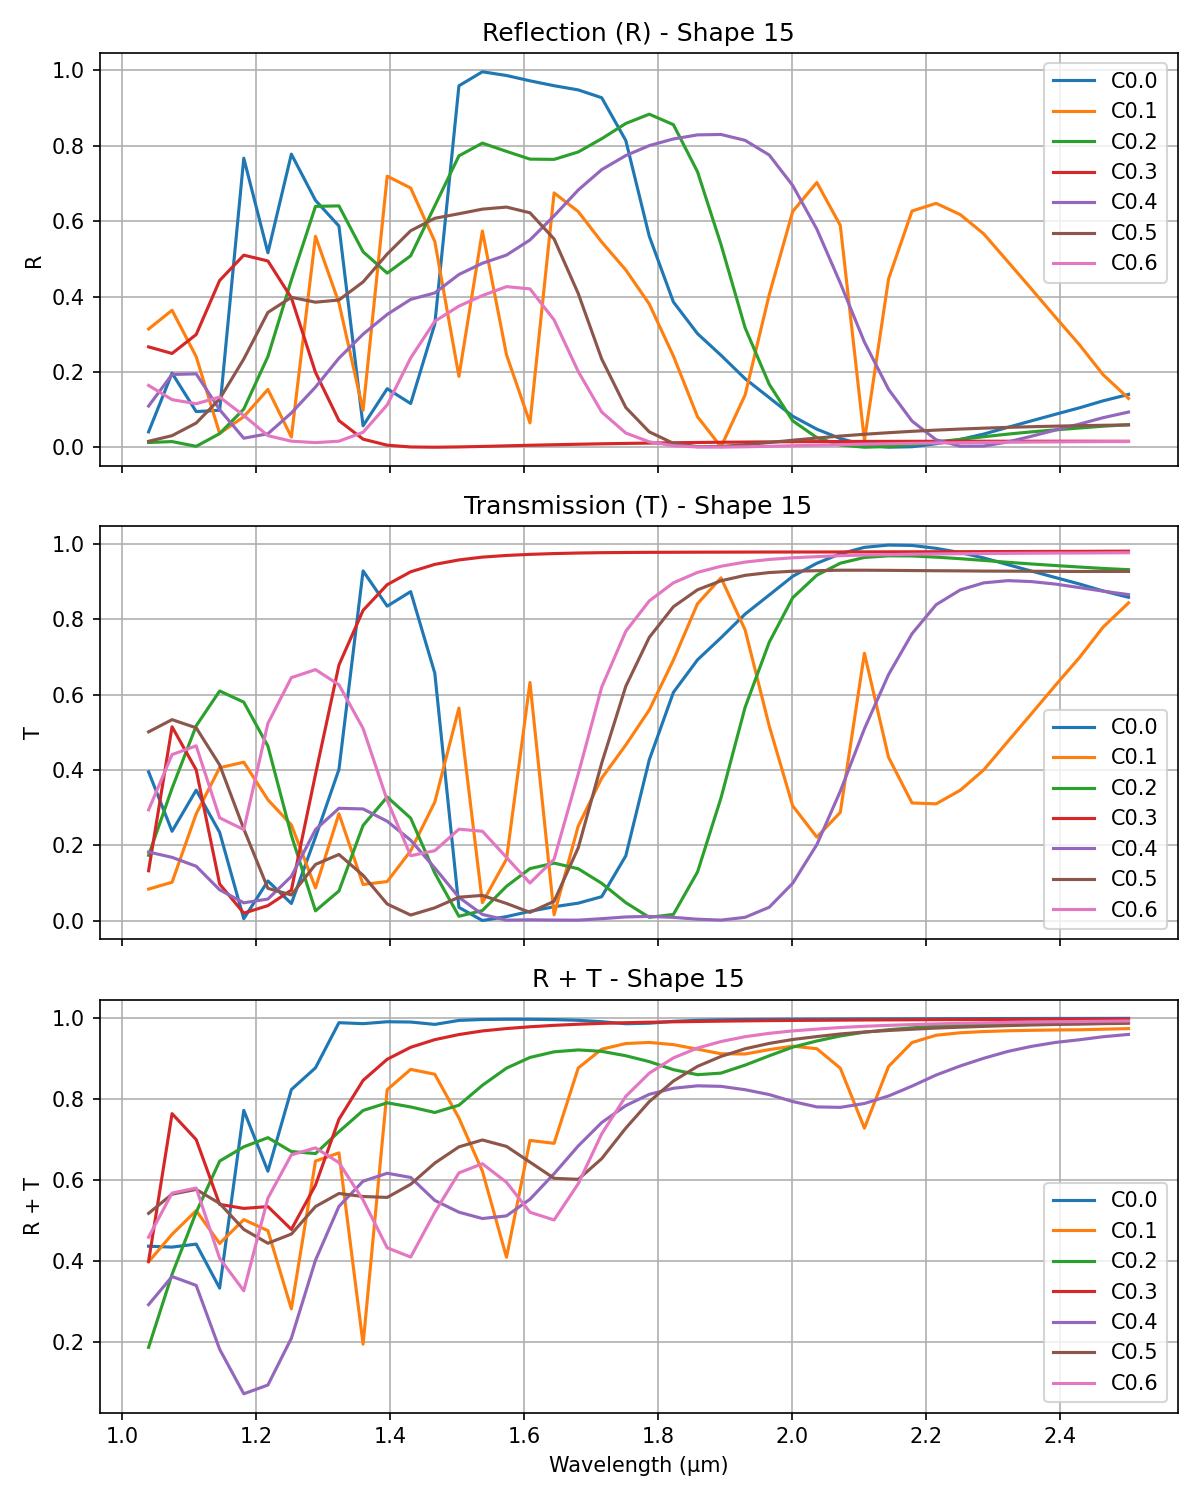 Reflection (R) - Shape 15
1.0
0.8
0.6
0.4
0.2
0.0
R
C0.0
C0.1
C0.2
C0.3
C0.4
C0.5
C0.6
Transmission (T) - Shape 15
1.0
0.8
0.6
0.4
0.2
0.0
T
C0.0
C0.1
C0.2
C0.3
C0.4
C0.5
C0.6
R + T - Shape 15
1.0
0.8
0.6
0.4
0.2
R + T
C0.0
C0.1
C0.2
C0.3
C0.4
C0.5
C0.6
1.0 1.2 1.4 1.6 1.8 2.0 2.2 2.4
Wavelength (μm)